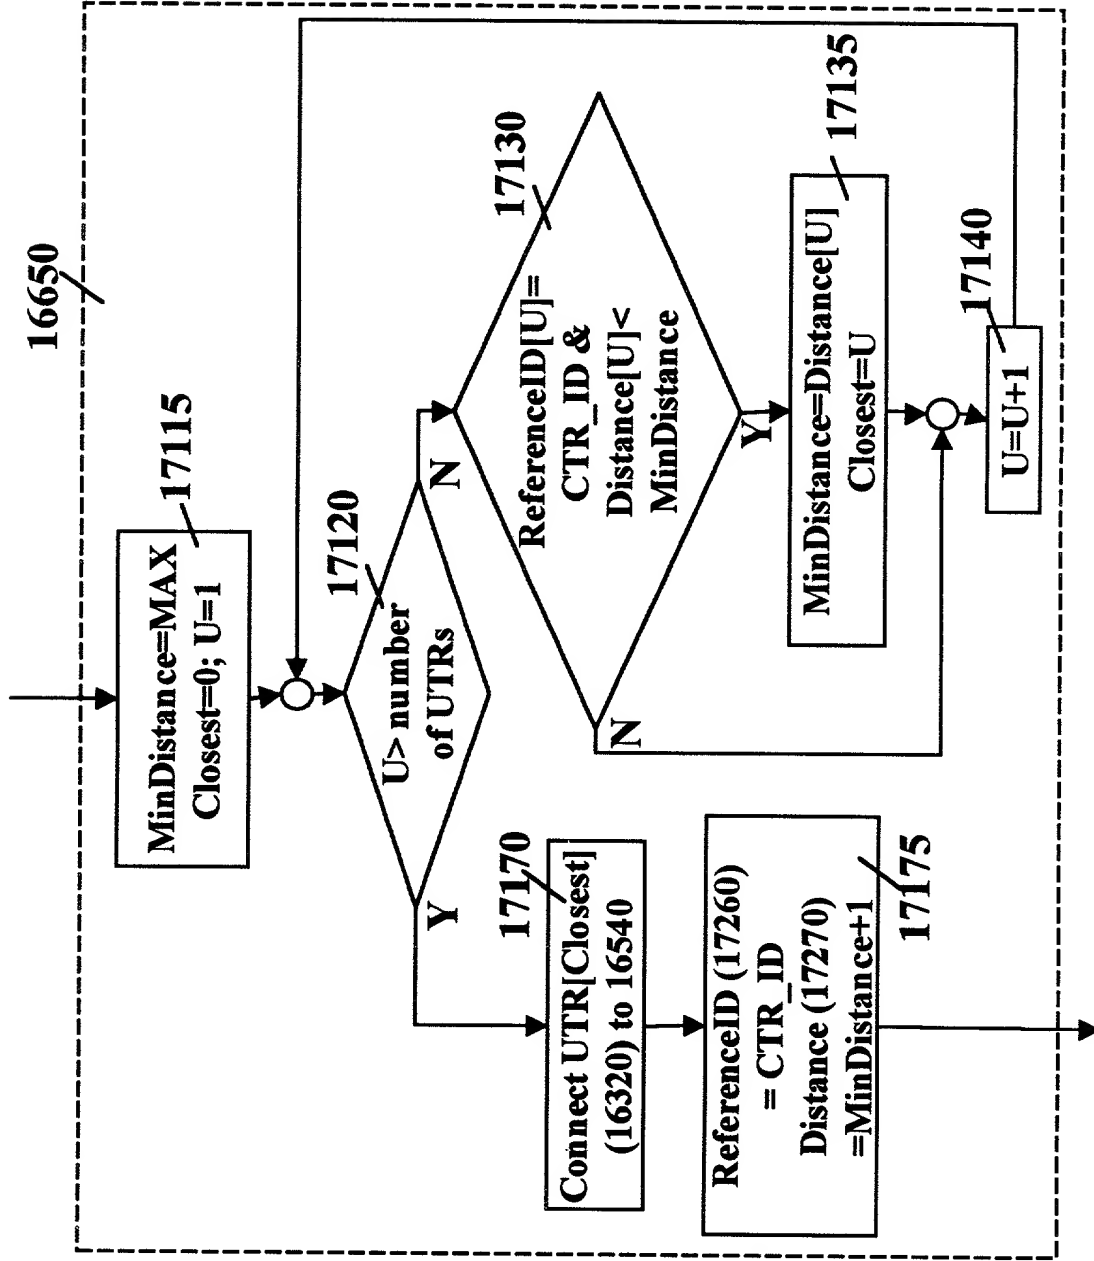 16650
17115
MinDistance=MAX
Closest=0; U=1
17120
U> number
of UTRs
N
Y
17130
ReferenceID[U]=
CTR_ID &
Distance[U]<
MinDistance
N
Y
17135
MinDistance=Distance[U]
Closest=U
17140
U=U+1
17170
Connect UTR[Closest]
(16320) to 16540
ReferenceID (17260)
= CTR_ID
Distance (17270)
=MinDistance+1
17175